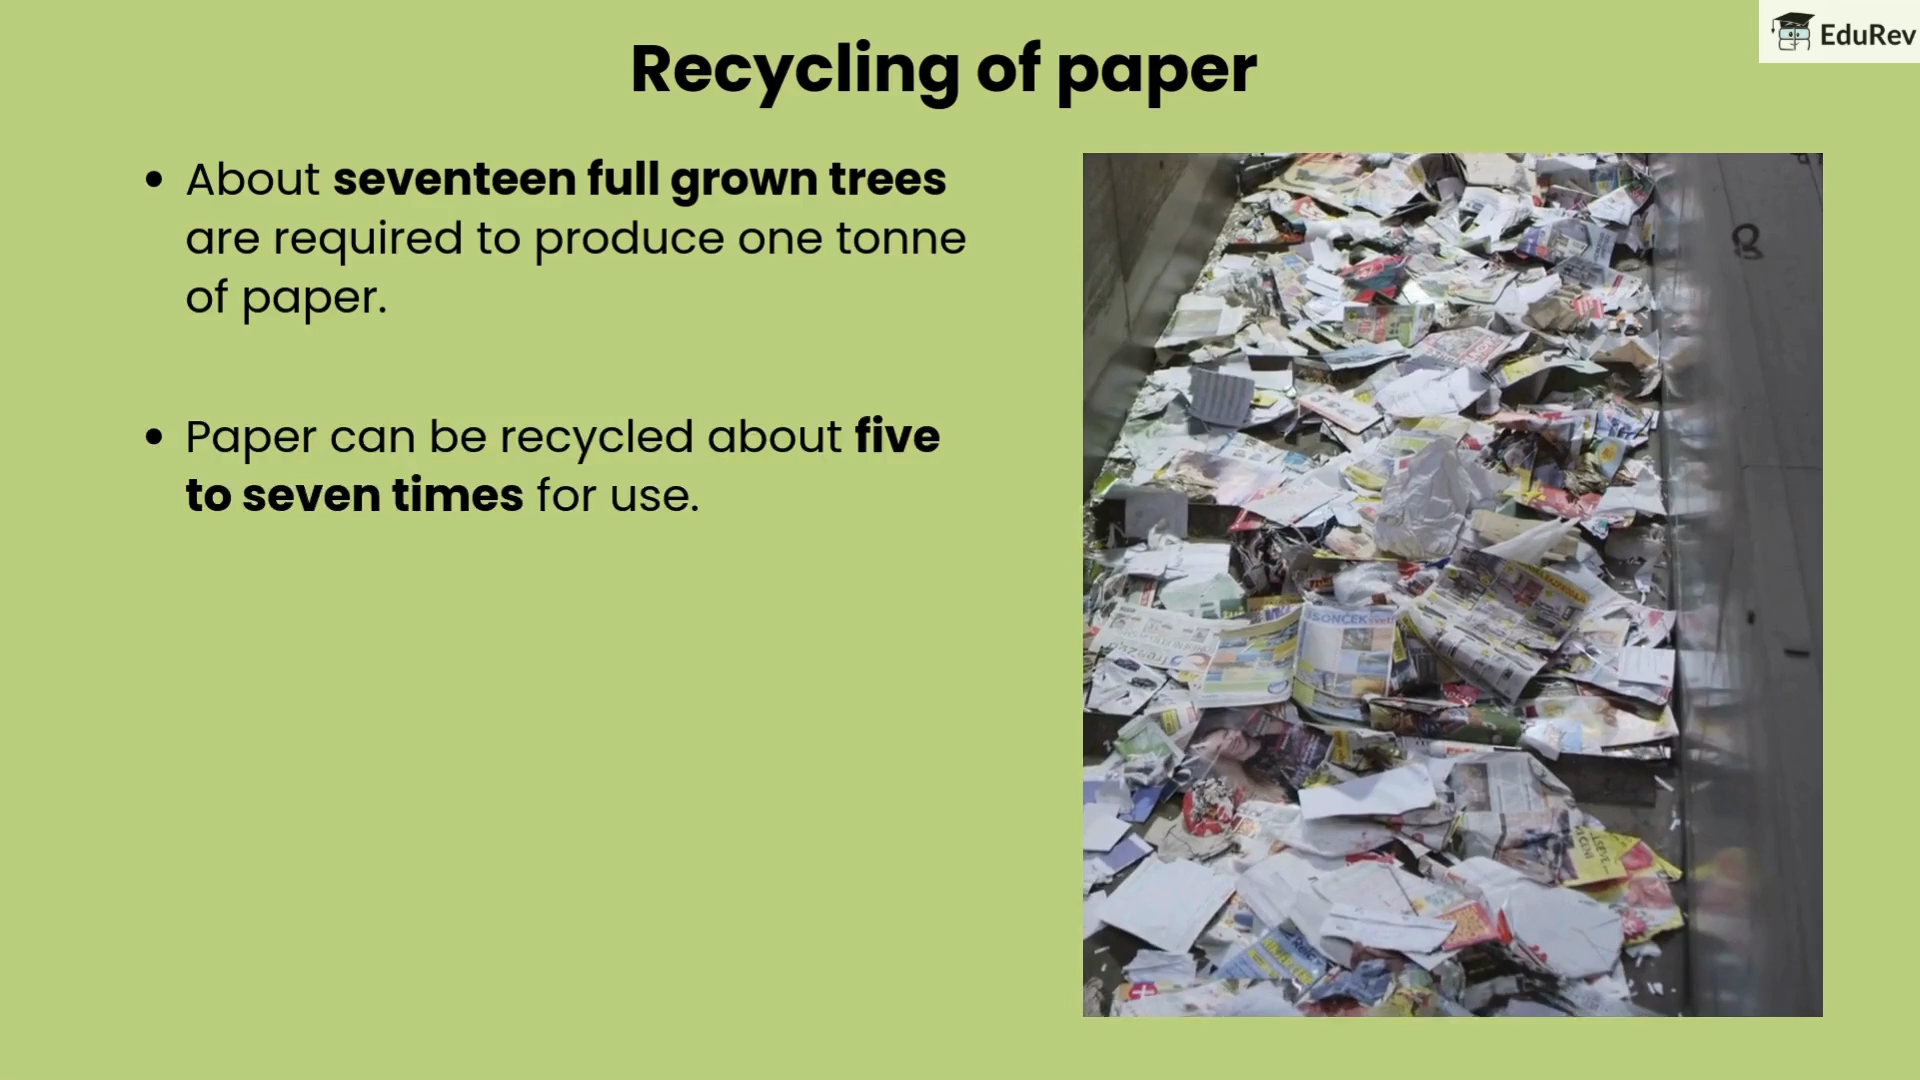 EduRev
Recycling of paper
• About seventeen full grown trees
are required to produce one tonne
of paper.
• Paper can be recycled about five
to seven times for use.
B
SONČEK